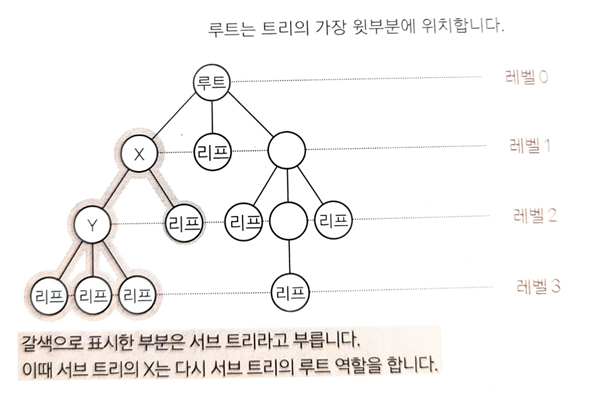 루트는 트리의 가장 윗부분에 위치합니다.
루트 레벨 0
X 리프 레벨 1
Y 리프 리프 리프 레벨 2
리프 리프 리프 리프 레벨 3
갈색으로 표시한 부분은 서브 트리라고 부릅니다.
이때 서브 트리의 X는 다시 서브 트리의 루트 역할을 합니다.